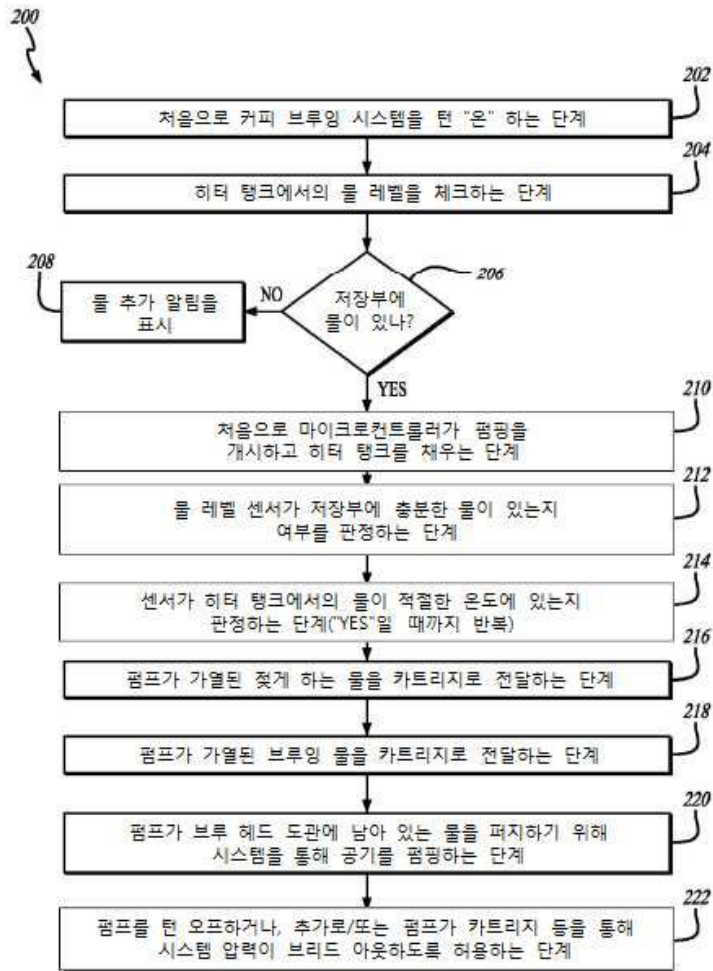 200
202
처음으로 커피 브루잉 시스템을 턴 "온" 하는 단계
204
히터 탱크에서의 물 레벨을 체크하는 단계
208
206
물 추가 알림을
표시
NO
저장부에
물이 있나?
YES
210
처음으로 마이크로컨트롤러가 펌핑을
개시하고 히터 탱크를 채우는 단계
212
물 레벨 센서가 저장부에 충분한 물이 있는지
여부를 판정하는 단계
214
센서가 히터 탱크에서의 물이 적절한 온도에 있는지
판정하는 단계("YES"일 때까지 반복)
216
펌프가 가열된 젖게 하는 물을 카트리지로 전달하는 단계
218
펌프가 가열된 브루잉 물을 카트리지로 전달하는 단계
220
펌프가 브루 헤드 도관에 남아 있는 물을 퍼지하기 위해
시스템을 통해 공기를 펌핑하는 단계
222
펌프를 턴 오프하거나, 추가로/또는 펌프가 카트리지 등을 통해
시스템 압력이 브리드 아웃하도록 허용하는 단계